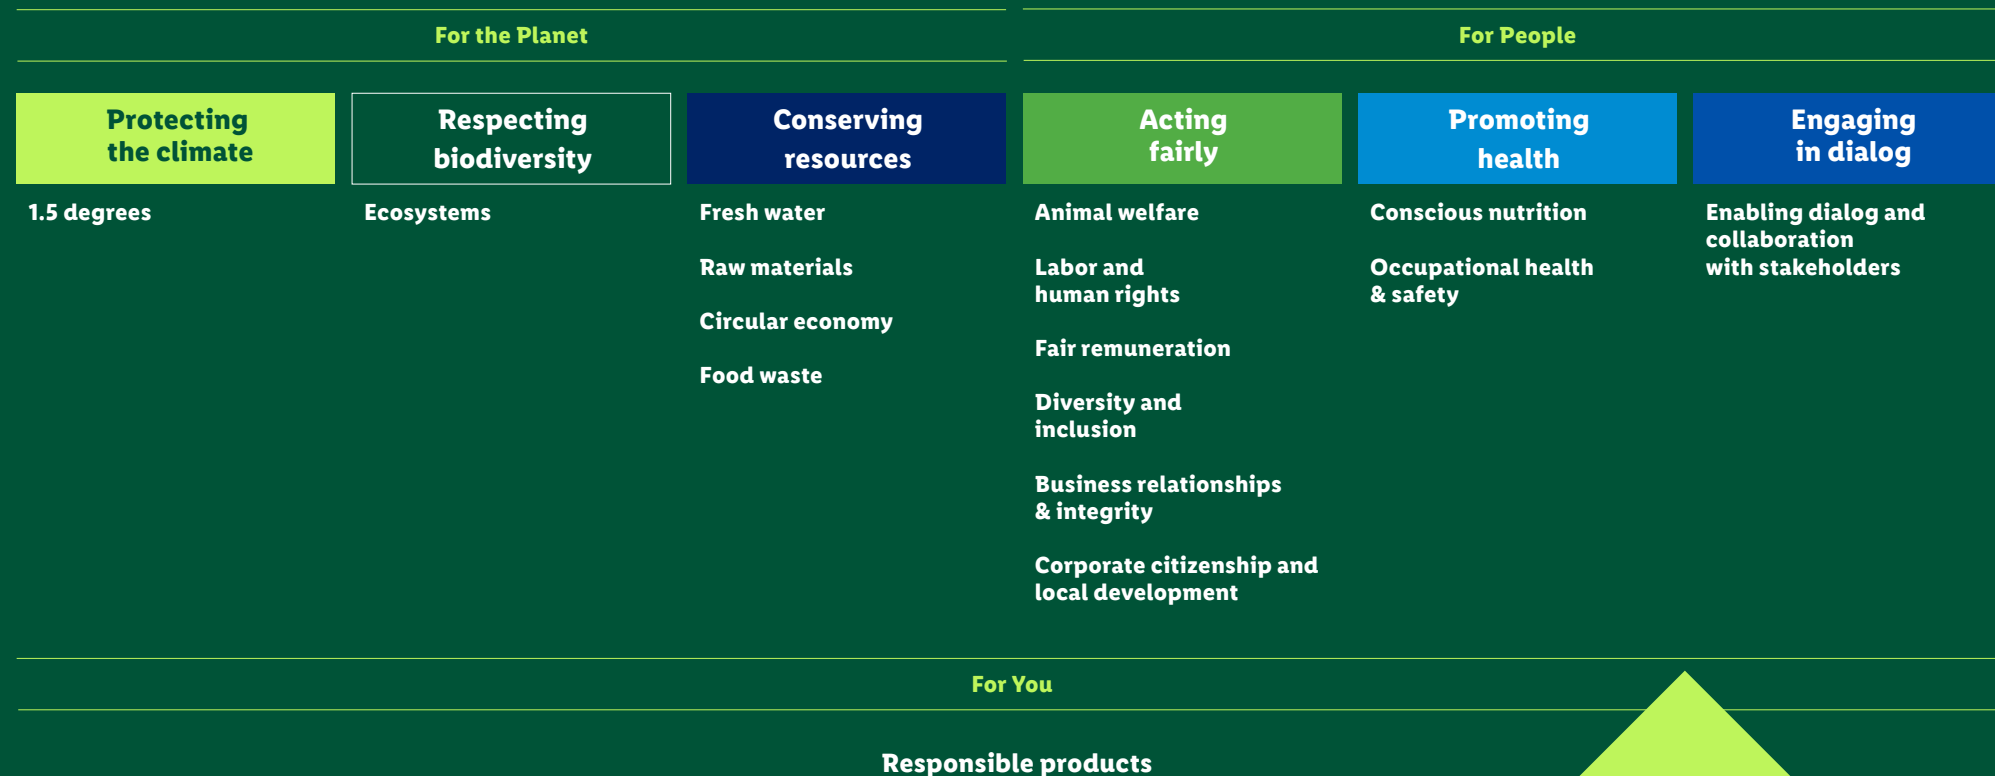 For the Planet
For People
Protecting
the climate
Respecting
biodiversity
Conserving
resources
Acting
fairly
Promoting
health
Engaging
in dialog
1.5 degrees
Ecosystems
Fresh water
Raw materials
Circular economy
Food waste
Animal welfare
Labor and
human rights
Fair remuneration
Diversity and
inclusion
Business relationships
& integrity
Corporate citizenship and
local development
Conscious nutrition
Occupational health
& safety
Enabling dialog and
collaboration
with stakeholders
For You
Responsible products